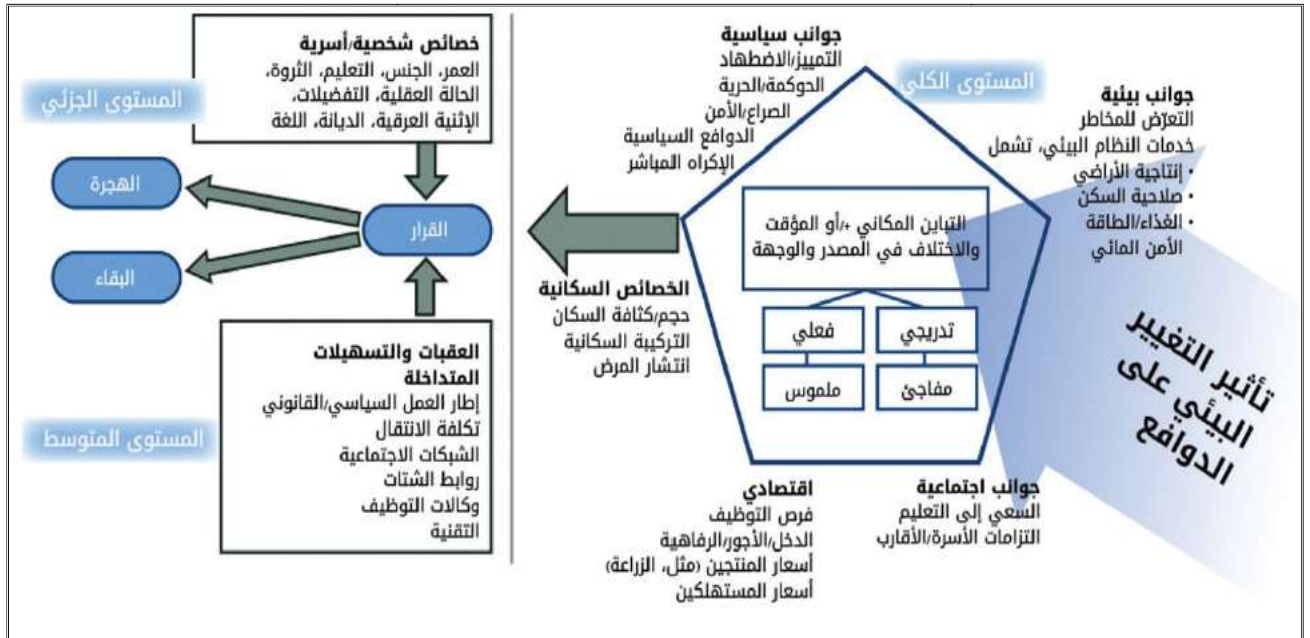 جوانب سياسية
التمييز/الاضطهاد
الحوكمة/الحرية
الصراع/الأمن
الدوافع السياسية
الإكراه المباشر
المستوى الكلي
جوانب بيئية
التعرّض للمخاطر
خدمات النظام البيئي، تشمل
• إنتاجية الأراضي
• صلاحية السكن
• الغذاء/الطاقة
الأمن المائي
تأثير التغيير
البيئي على
الدوافع
التباين المكاني +/أو المؤقت
والاختلاف في المصدر والوجهة
تدريجي
فعلي
مفاجئ
ملموس
جوانب اجتماعية
السعي إلى التعليم
التزامات الأسرة/الأقارب
اقتصادي
فرص التوظيف
الدخل/الأجور/الرفاهية
أسعار المنتجين (مثل، الزراعة)
أسعار المستهلكين
الخصائص السكانية
حجم/كثافة السكان
التركيبة السكانية
انتشار المرض
خصائص شخصية/أسرية
العمر، الجنس، التعليم، الثروة،
الحالة العقلية، التفضيلات،
الإثنية العرقية، الديانة، اللغة
المستوى الجزئي
القرار
الهجرة
البقاء
العقبات والتسهيلات
المتداخلة
إطار العمل السياسي/القانوني
تكلفة الانتقال
الشبكات الاجتماعية
روابط الشتات
وكالات التوظيف
التقنية
المستوى المتوسط